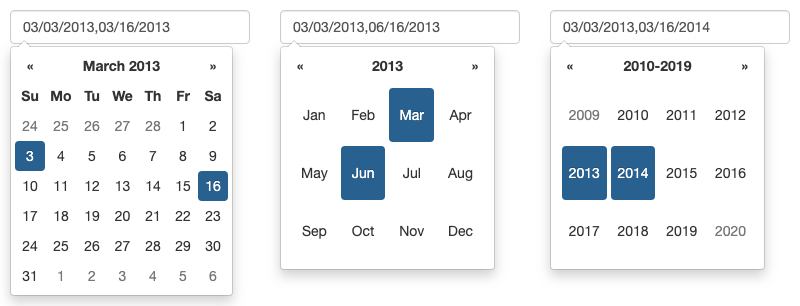 03/03/2013,03/16/2013
« March 2013 »
Su Mo Tu We Th Fr Sa
24 25 26 27 28 1 2
3 4 5 6 7 8 9
10 11 12 13 14 15 16
17 18 19 20 21 22 23
24 25 26 27 28 29 30
31 1 2 3 4 5 6
03/03/2013,06/16/2013
« 2013 »
Jan Feb Mar Apr
May Jun Jul Aug
Sep Oct Nov Dec
03/03/2013,03/16/2014
« 2010-2019 »
2009 2010 2011 2012
2013 2014 2015 2016
2017 2018 2019 2020